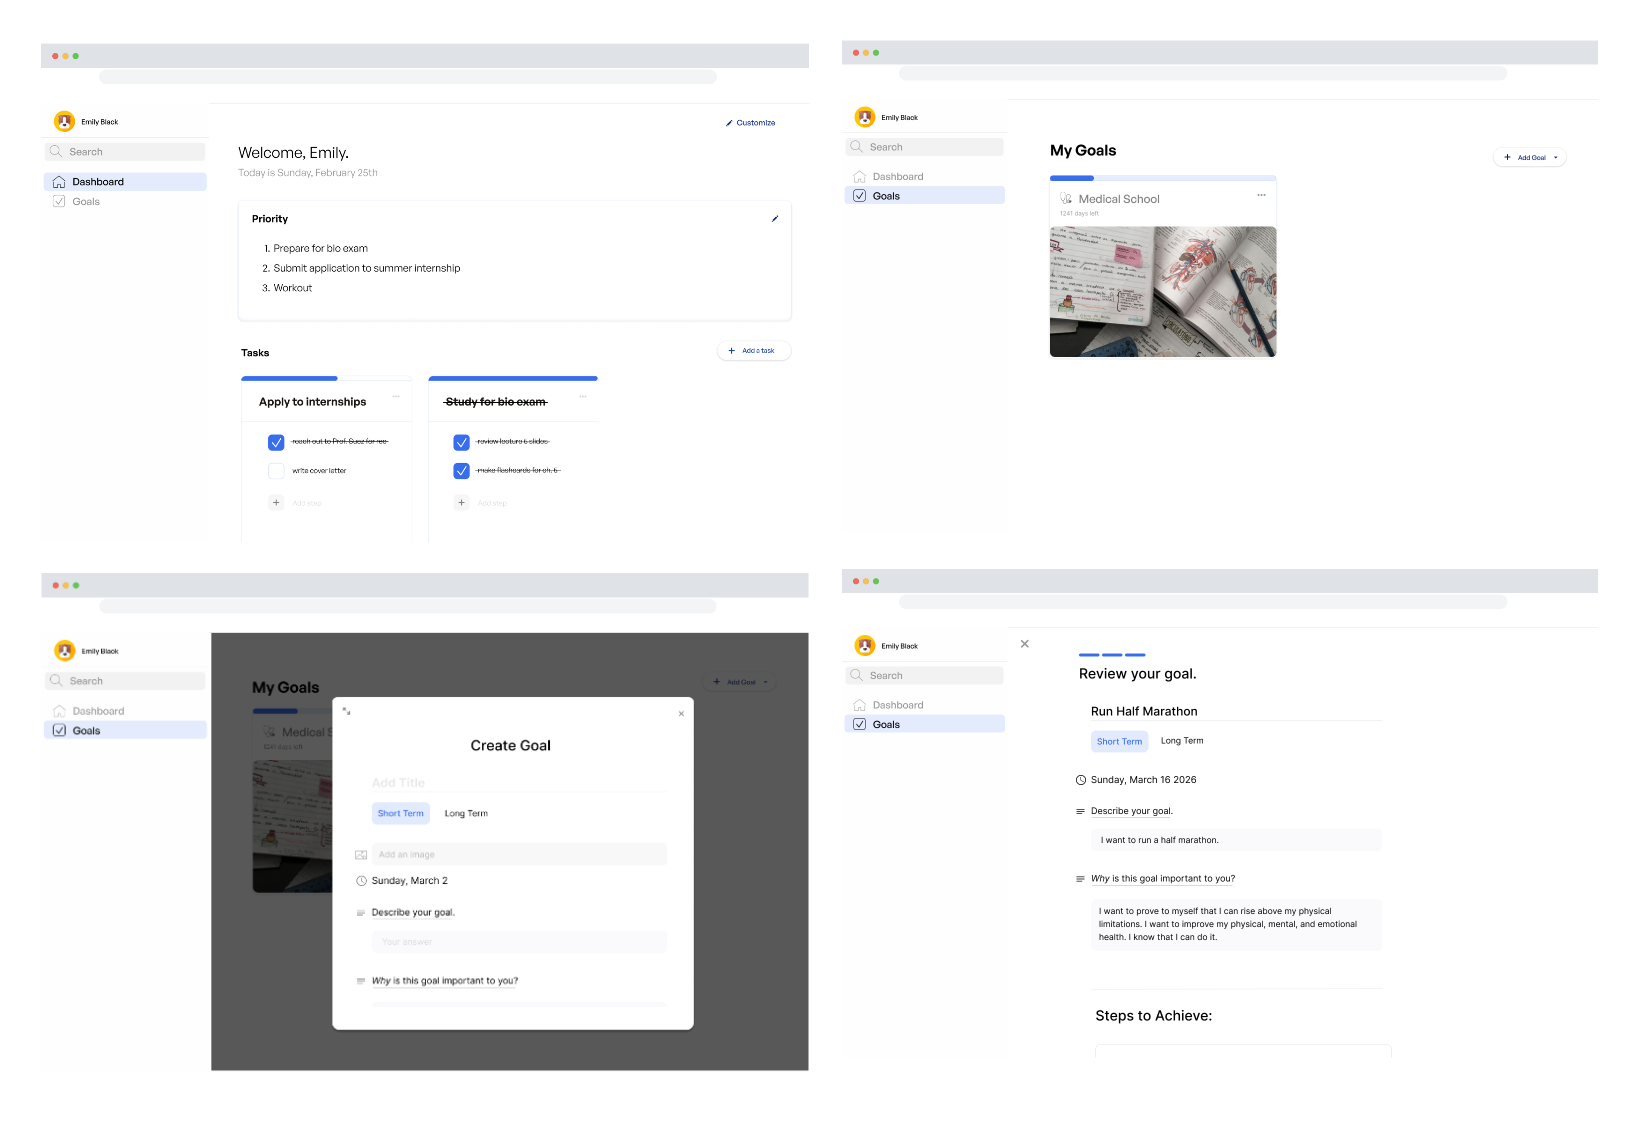 Emily Black
Search
Dashboard
Goals
Customize
Welcome, Emily.
Today is Sunday, February 25th
Priority
1. Prepare for bio exam
2. Submit application to summer internship
3. Workout
Tasks
+ Add a task
Apply to internships
reach out to Prof. Suez for rec
write cover letter
+ Add step
Study for bio exam
review lecture 6 slides
make flashcards for ch. 6
+ Add step
Emily Black
Search
Dashboard
Goals
My Goals
+ Add Goal
Medical School
1241 days left
Emily Black
Search
Dashboard
Goals
My Goals
+ Add Goal
Medical S
1241 days left
Create Goal
Add Title
Short Term
Long Term
Add an image
Sunday, March 2
Describe your goal.
Your answer
Why is this goal important to you?
Emily Black
Search
Dashboard
Goals
Review your goal.
Run Half Marathon
Short Term
Long Term
Sunday, March 16 2026
Describe your goal.
I want to run a half marathon.
Why is this goal important to you?
I want to prove to myself that I can rise above my physical
limitations. I want to improve my physical, mental, and emotional
health. I know that I can do it.
Steps to Achieve: